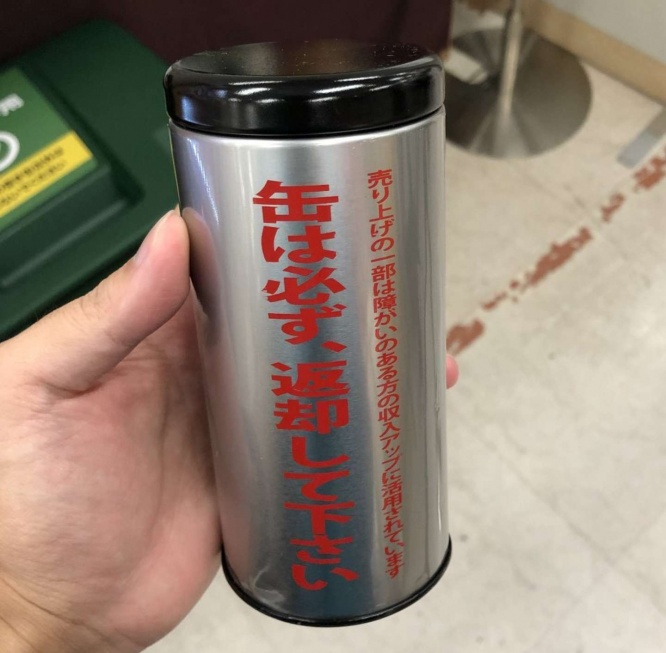 売り上げの一部は障がいのある方の収入アップに活用されています
缶は必ず、返却して下さい
用